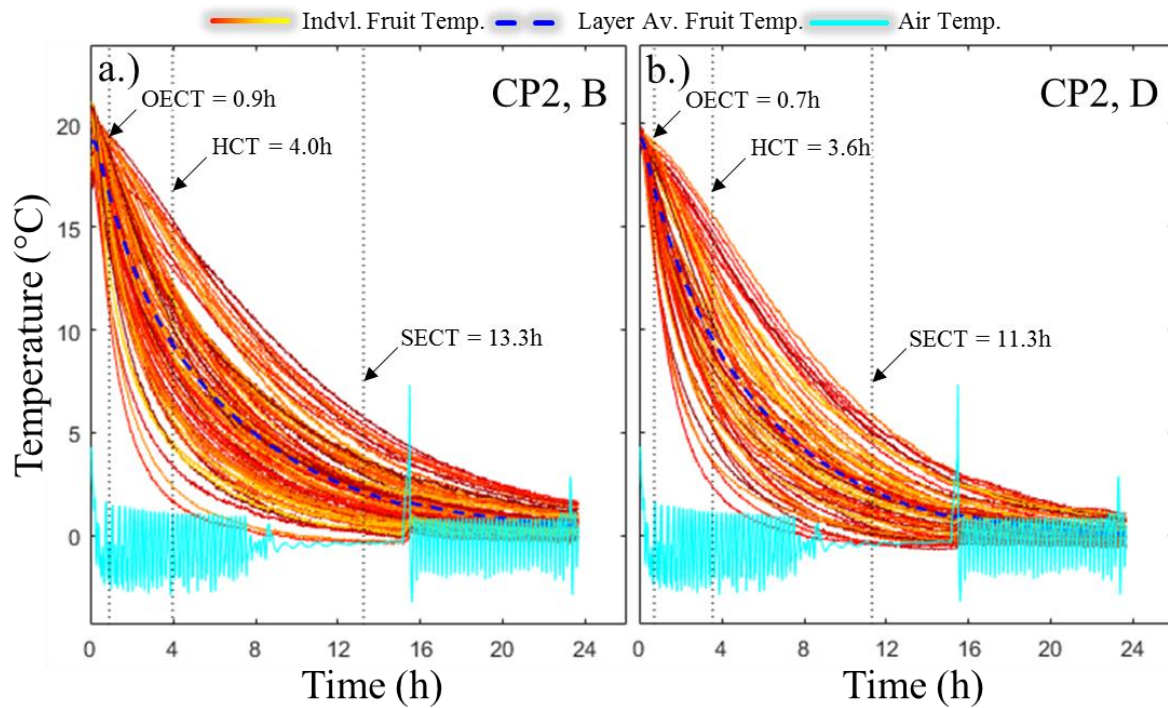 Indvl. Fruit Temp. Layer Av. Fruit Temp. Air Temp.
a.) CP2, B
OECT = 0.9h
HCT = 4.0h
SECT = 13.3h
20
15
10
5
0
Temperature (°C)
0 4 8 12 16 20 24
Time (h)
b.) CP2, D
OECT = 0.7h
HCT = 3.6h
SECT = 11.3h
0 4 8 12 16 20 24
Time (h)